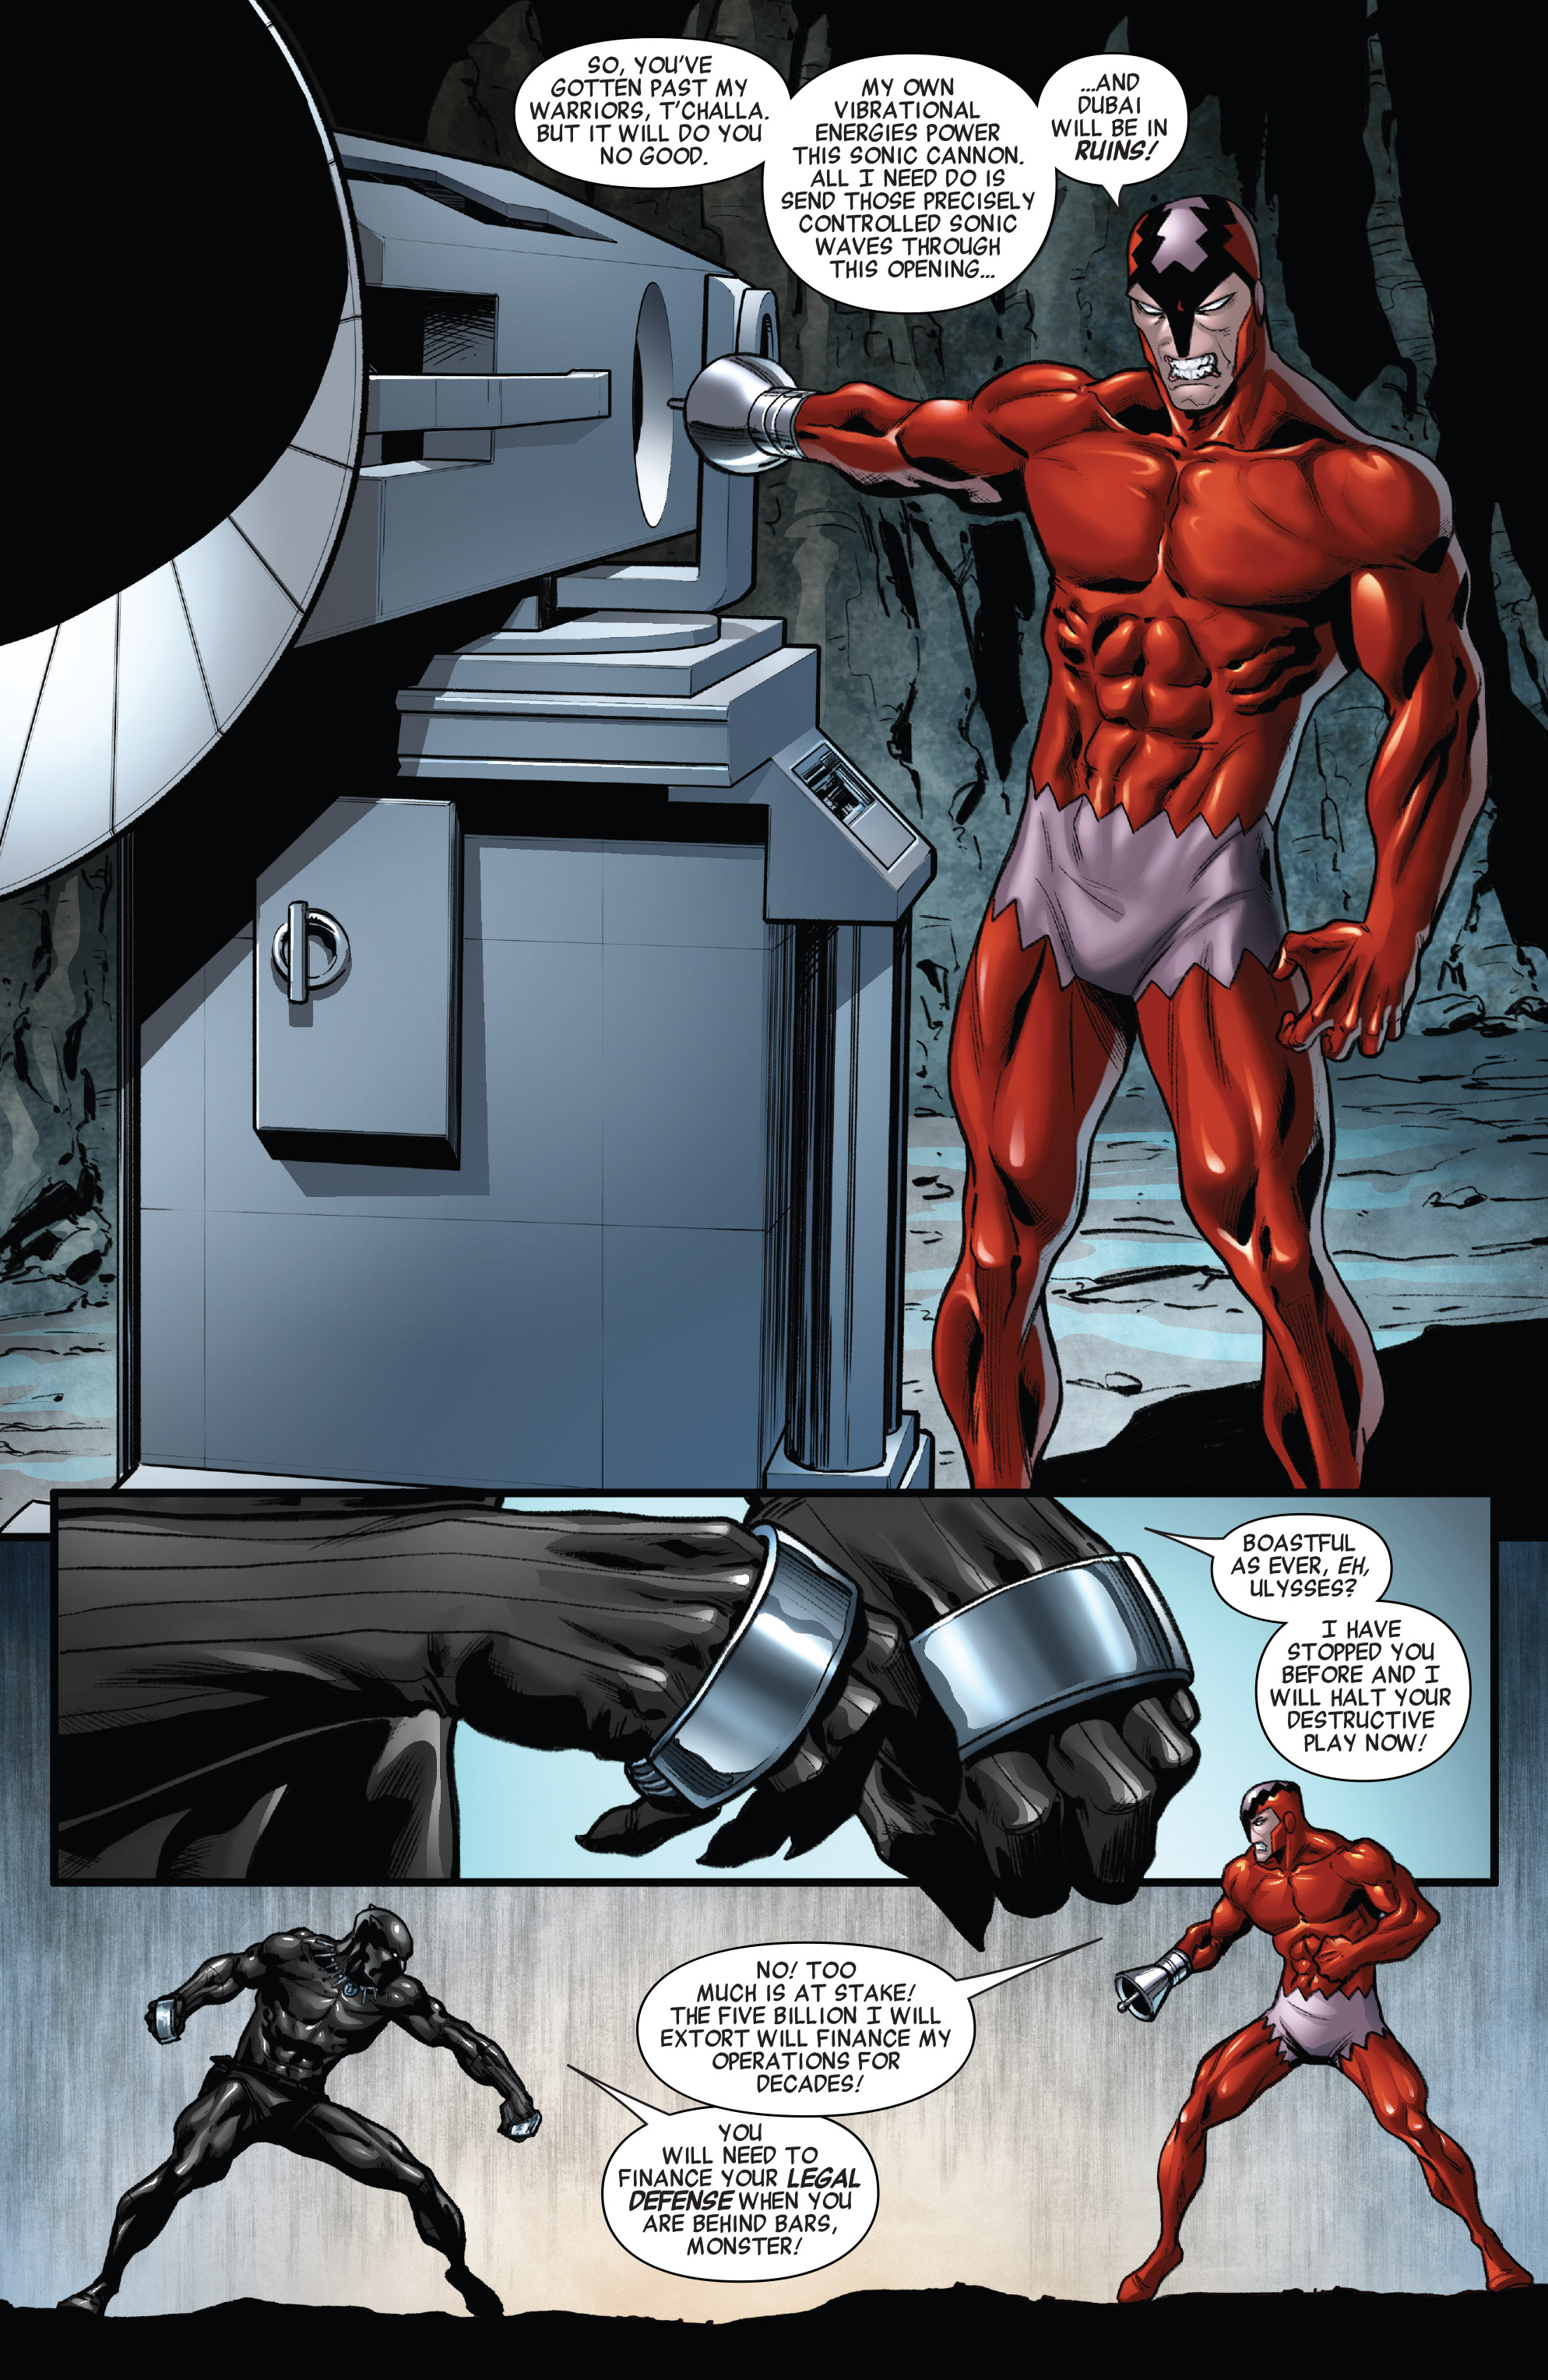 SO, YOU'VE
GOTTEN PAST MY
WARRIORS, T'CHALLA.
BUT IT WILL DO YOU
NO GOOD.
MY OWN
VIBRATIONAL
ENERGIES POWER
THIS SONIC CANNON.
ALL I NEED DO IS
SEND THOSE PRECISELY
CONTROLLED SONIC
WAVES THROUGH
THIS OPENING...
...AND
DUBAI
WILL BE IN
RUINS!
BOASTFUL
AS EVER, EH,
ULYSSES?
I HAVE
STOPPED YOU
BEFORE AND I
WILL HALT YOUR
DESTRUCTIVE
PLAY NOW!
NO! TOO
MUCH IS AT STAKE!
THE FIVE BILLION I WILL
EXTORT WILL FINANCE MY
OPERATIONS FOR
DECADES!
YOU
WILL NEED TO
FINANCE YOUR LEGAL
DEFENSE WHEN YOU
ARE BEHIND BARS,
MONSTER!